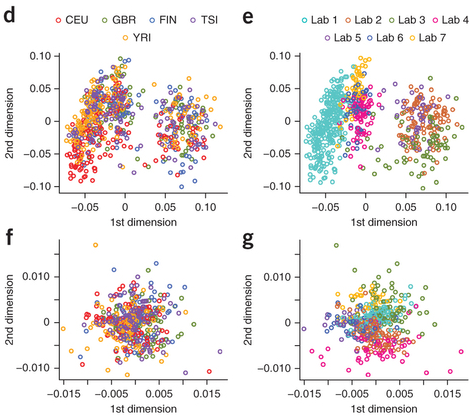 d
CEU GBR FIN TSI
YRI
0.10
0.05
0
−0.05
−0.10
2nd dimension
−0.05 0 0.05 0.10
1st dimension
e
Lab 1 Lab 2 Lab 3 Lab 4
Lab 5 Lab 6 Lab 7
0.10
0.05
0
−0.05
−0.10
2nd dimension
−0.05 0 0.05 0.10
1st dimension
f
0.010
0
−0.010
2nd dimension
−0.015 −0.005 0.005 0.015
1st dimension
g
0.010
0
−0.010
2nd dimension
−0.015 −0.005 0.005 0.015
1st dimension